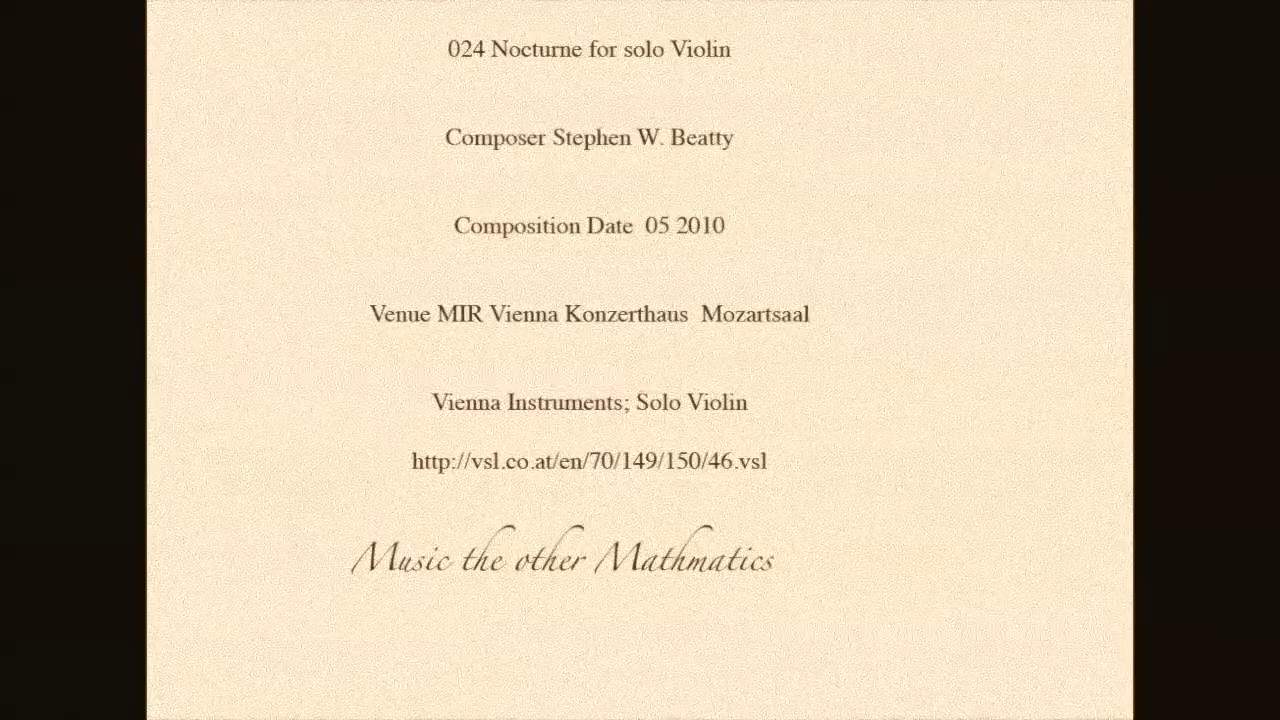 024 Nocturne for solo Violin
Composer Stephen W. Beatty
Composition Date  05 2010
Venue MIR Vienna Konzerthaus  Mozartsaal
Vienna Instruments; Solo Violin
http://vsl.co.at/en/70/149/150/46.vsl
Music the other Mathmatics